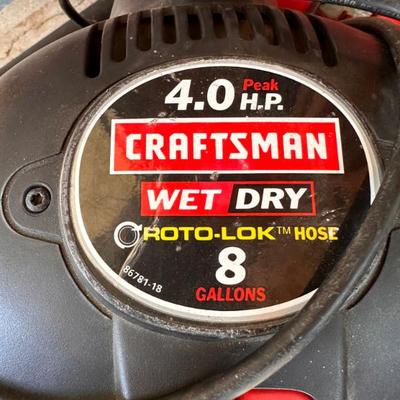 4.0 Peak H.P.
CRAFTSMAN
WET DRY
ROTO-LOK™ HOSE
8
GALLONS
86781-18